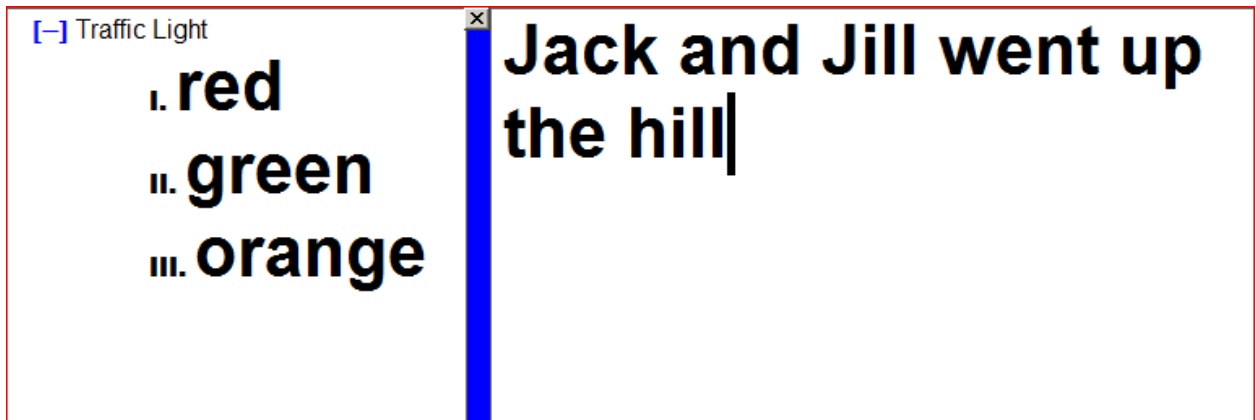 [–] Traffic Light
I. red
II. green
III. orange
Jack and Jill went up
the hill